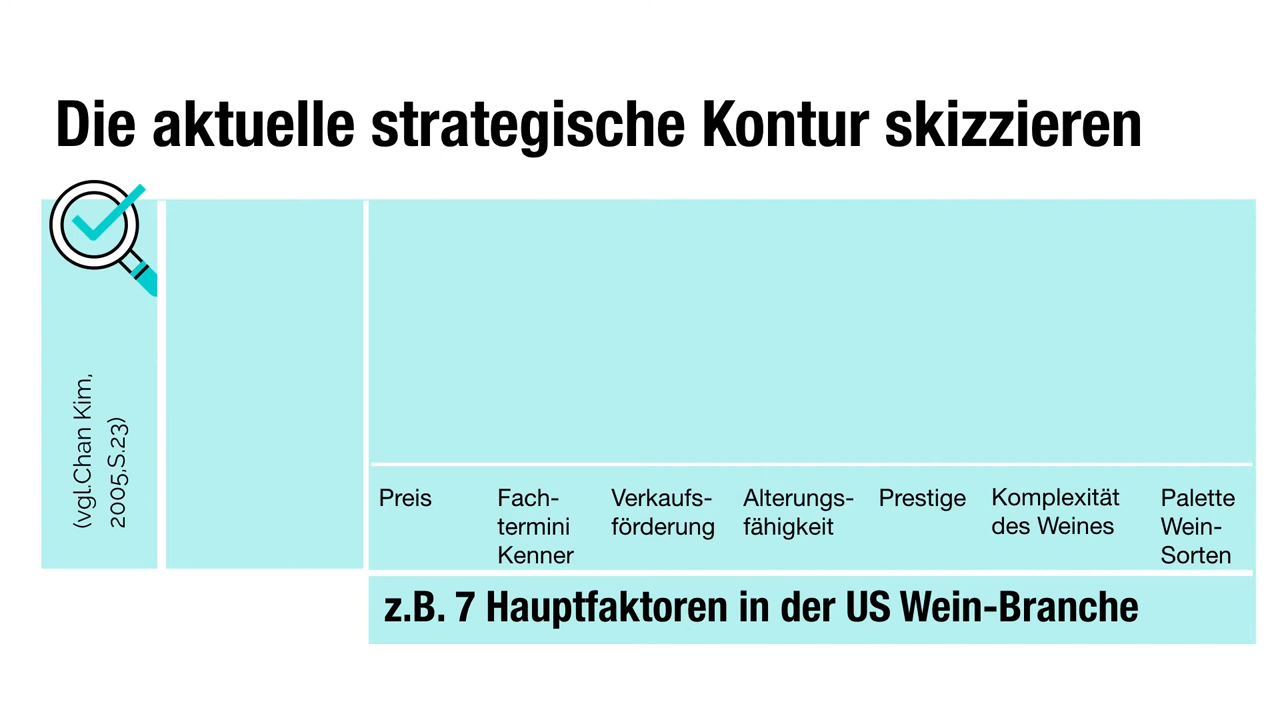 Die aktuelle strategische Kontur skizzieren
(vgl.Chan Kim,
2005,S.23)
Preis
Fach-
termini
Kenner
Verkaufs-
förderung
Alterungs-
fähigkeit
Prestige
Komplexität
des Weines
Palette
Wein-
Sorten
z.B. 7 Hauptfaktoren in der US Wein-Branche